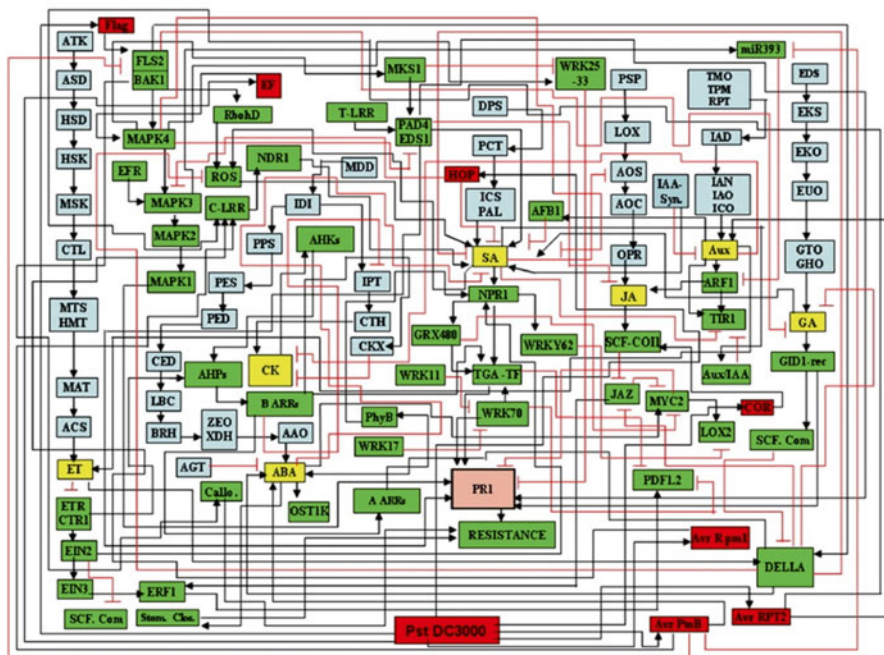 Flag
ATK
FLS2
BAK1
EF
MKS1
WRK25
-33
miR393
PSP
TMO
TPM
RPT
EDS
ASD
RbohD
T-LRR
DPS
EKS
HSD
MAPK4
PAD4
EDS1
LOX
IAD
HSK
NDR1
MDD
PCT
EKO
EFR
ROS
HOP
AOS
IAA-
Syn.
IAN
IAO
ICO
EUO
MSK
MAPK3
C-LRR
IDI
ICS
PAL
AFB1
AOC
CTL
MAPK2
PPS
AHKs
SA
OPR
Aux
GTO
GHO
MAPK1
PES
IPT
NPR1
JA
ARF1
MTS
HMT
PED
CTH
TIR1
GA
GRX480
WRKY62
SCF-COI1
CED
CK
CKX
Aux/IAA
GID1-rec
MAT
AHPs
WRK11
TGA -TF
JAZ
MYC2
LBC
B ARRs
PhyB
WRK70
COR
ACS
BRH
ZEO
XDH
AAO
WRK17
LOX2
SCF. Com
ET
AGT
ABA
PR1
PDF1.2
Callo.
OST1K
A ARRs
ETR
CTR1
RESISTANCE
Avr Rpm1
EIN2
DELLA
EIN3
ERF1
SCF. Com
Stom. Clos.
Pst DC3000
Avr PtoB
Avr RPT2